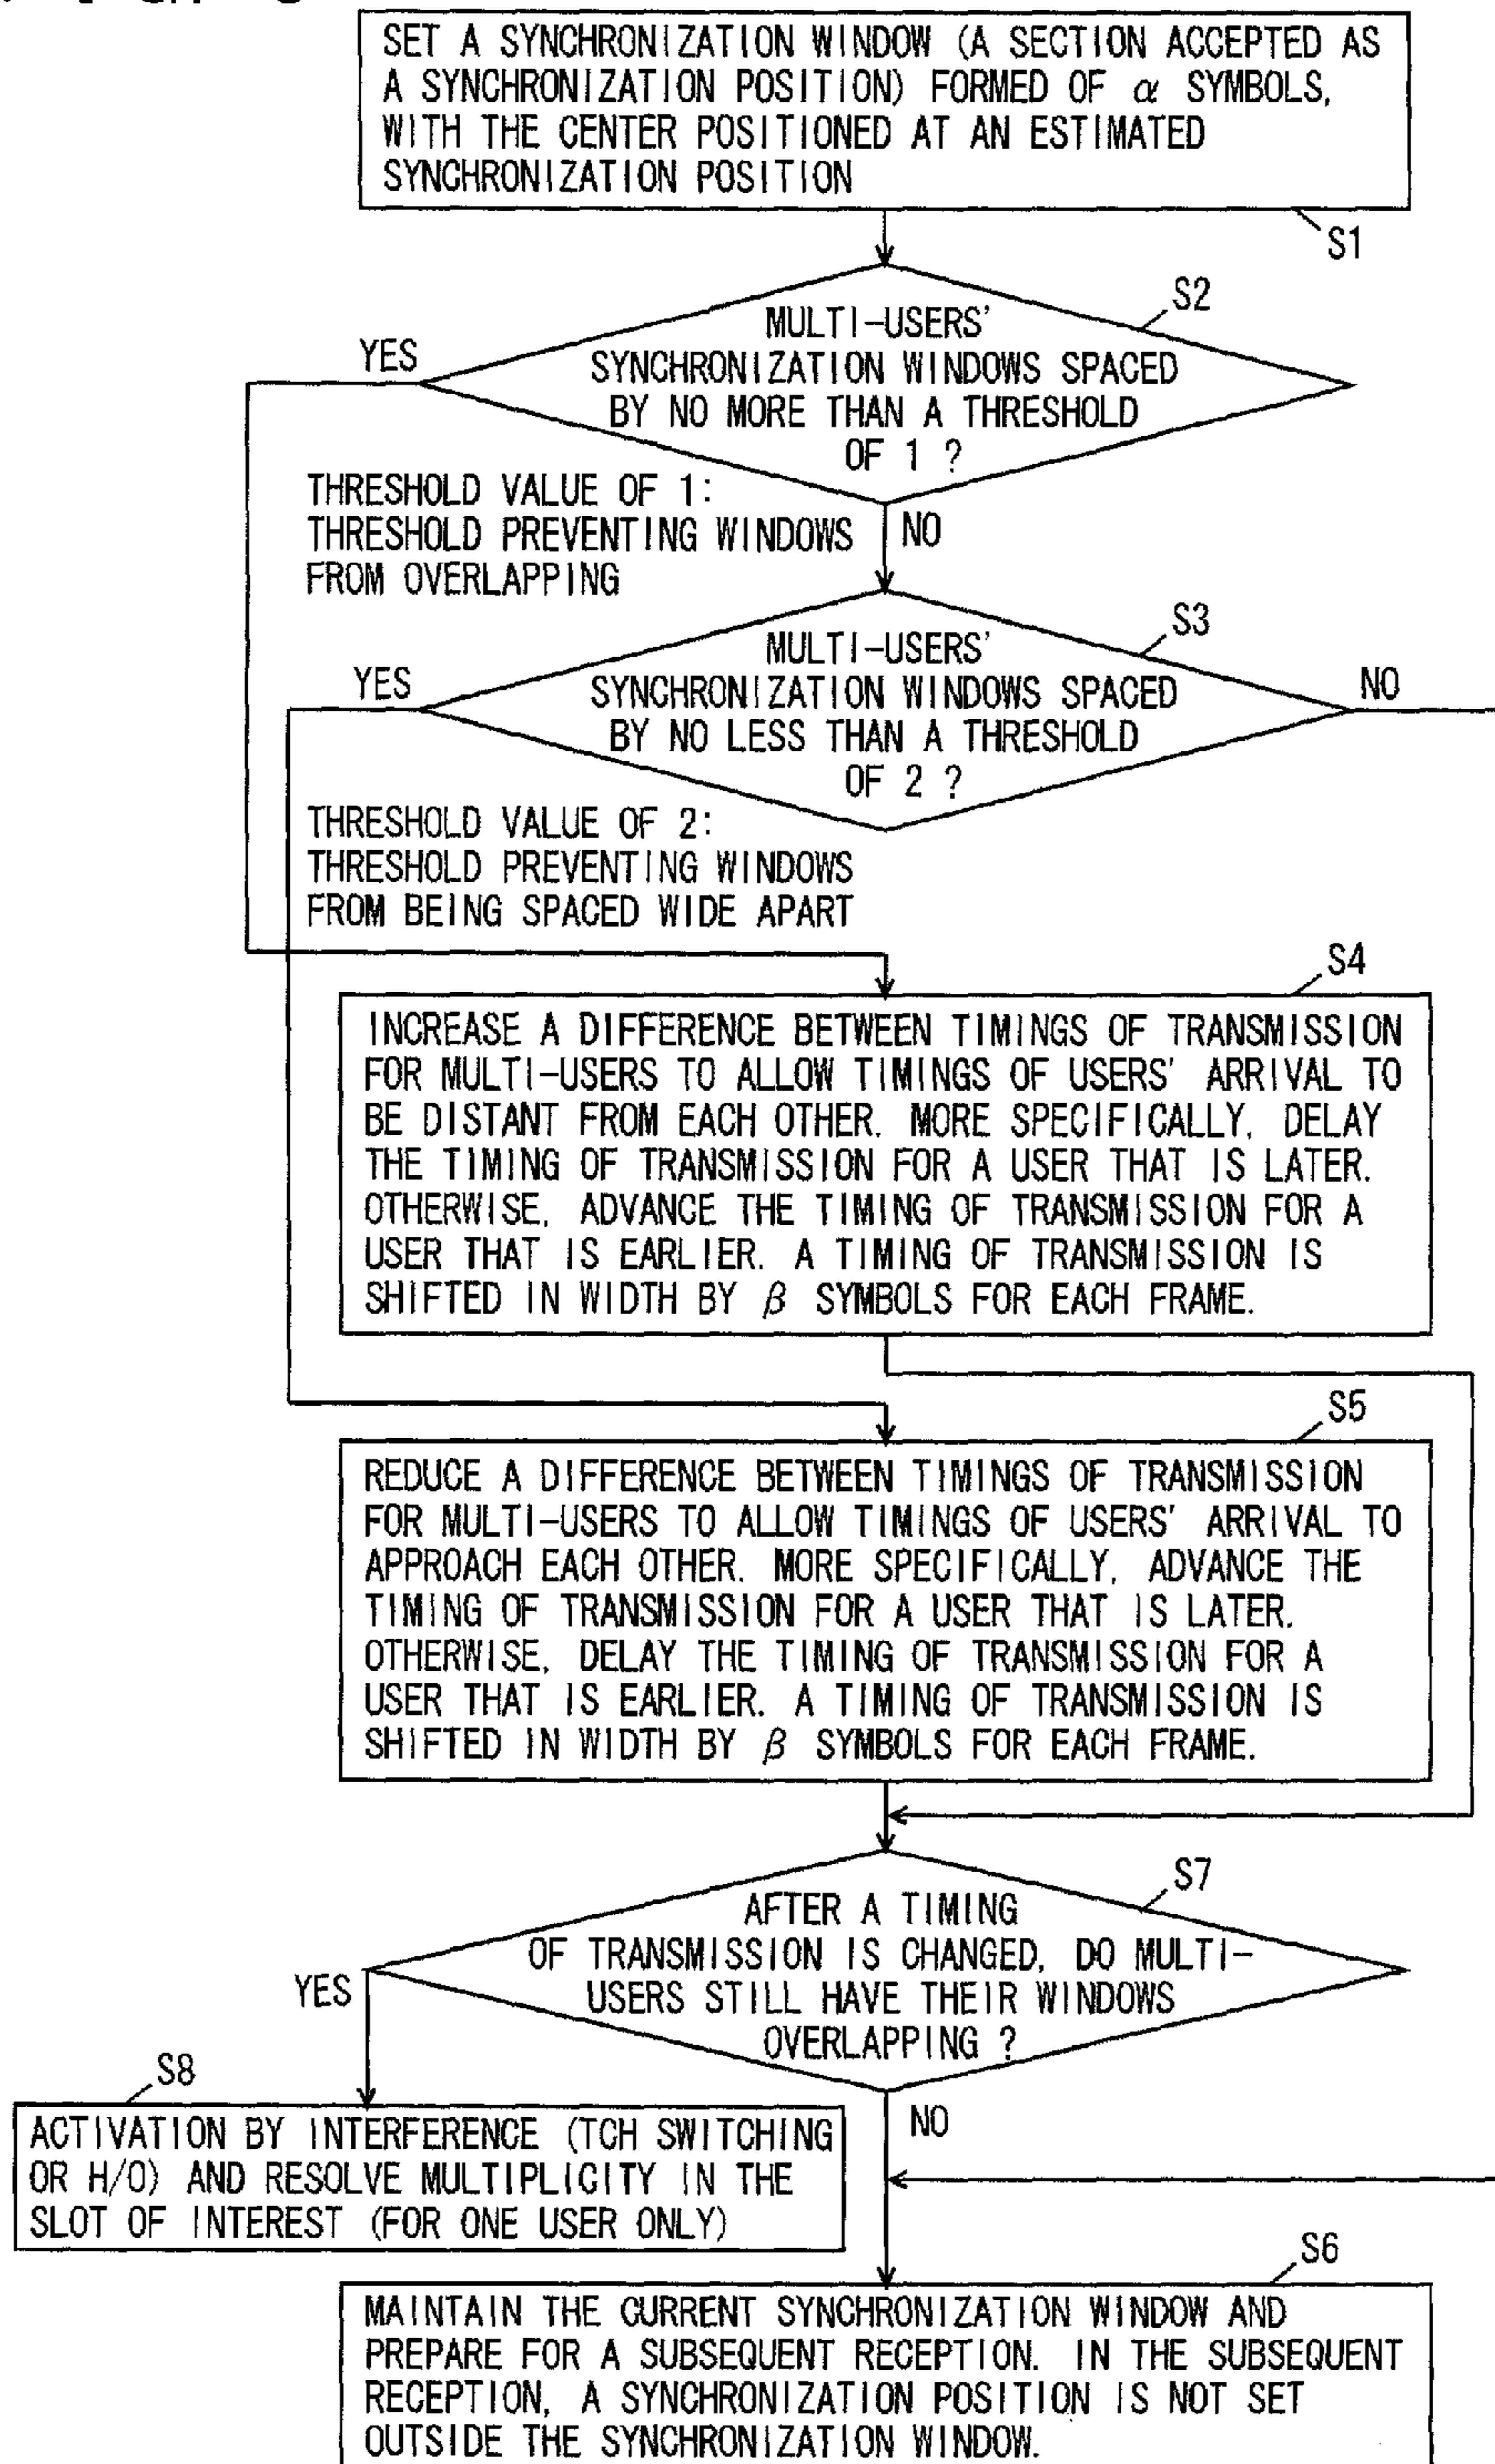 SET A SYNCHRONIZATION WINDOW (A SECTION ACCEPTED AS
A SYNCHRONIZATION POSITION) FORMED OF α SYMBOLS,
WITH THE CENTER POSITIONED AT AN ESTIMATED
SYNCHRONIZATION POSITION
S1
S2
MULTI-USERS'
SYNCHRONIZATION WINDOWS SPACED
BY NO MORE THAN A THRESHOLD
OF 1 ?
YES
THRESHOLD VALUE OF 1:
THRESHOLD PREVENTING WINDOWS
FROM OVERLAPPING
NO
S3
MULTI-USERS'
SYNCHRONIZATION WINDOWS SPACED
BY NO LESS THAN A THRESHOLD
OF 2 ?
YES
NO
THRESHOLD VALUE OF 2:
THRESHOLD PREVENTING WINDOWS
FROM BEING SPACED WIDE APART
S4
INCREASE A DIFFERENCE BETWEEN TIMINGS OF TRANSMISSION
FOR MULTI-USERS TO ALLOW TIMINGS OF USERS' ARRIVAL TO
BE DISTANT FROM EACH OTHER. MORE SPECIFICALLY, DELAY
THE TIMING OF TRANSMISSION FOR A USER THAT IS LATER.
OTHERWISE, ADVANCE THE TIMING OF TRANSMISSION FOR A
USER THAT IS EARLIER. A TIMING OF TRANSMISSION IS
SHIFTED IN WIDTH BY β SYMBOLS FOR EACH FRAME.
S5
REDUCE A DIFFERENCE BETWEEN TIMINGS OF TRANSMISSION
FOR MULTI-USERS TO ALLOW TIMINGS OF USERS' ARRIVAL TO
APPROACH EACH OTHER. MORE SPECIFICALLY, ADVANCE THE
TIMING OF TRANSMISSION FOR A USER THAT IS LATER.
OTHERWISE, DELAY THE TIMING OF TRANSMISSION FOR A
USER THAT IS EARLIER. A TIMING OF TRANSMISSION IS
SHIFTED IN WIDTH BY β SYMBOLS FOR EACH FRAME.
S7
AFTER A TIMING
OF TRANSMISSION IS CHANGED, DO MULTI-
USERS STILL HAVE THEIR WINDOWS
OVERLAPPING ?
YES
NO
S8
ACTIVATION BY INTERFERENCE (TCH SWITCHING
OR H/O) AND RESOLVE MULTIPLICITY IN THE
SLOT OF INTEREST (FOR ONE USER ONLY)
S6
MAINTAIN THE CURRENT SYNCHRONIZATION WINDOW AND
PREPARE FOR A SUBSEQUENT RECEPTION. IN THE SUBSEQUENT
RECEPTION, A SYNCHRONIZATION POSITION IS NOT SET
OUTSIDE THE SYNCHRONIZATION WINDOW.